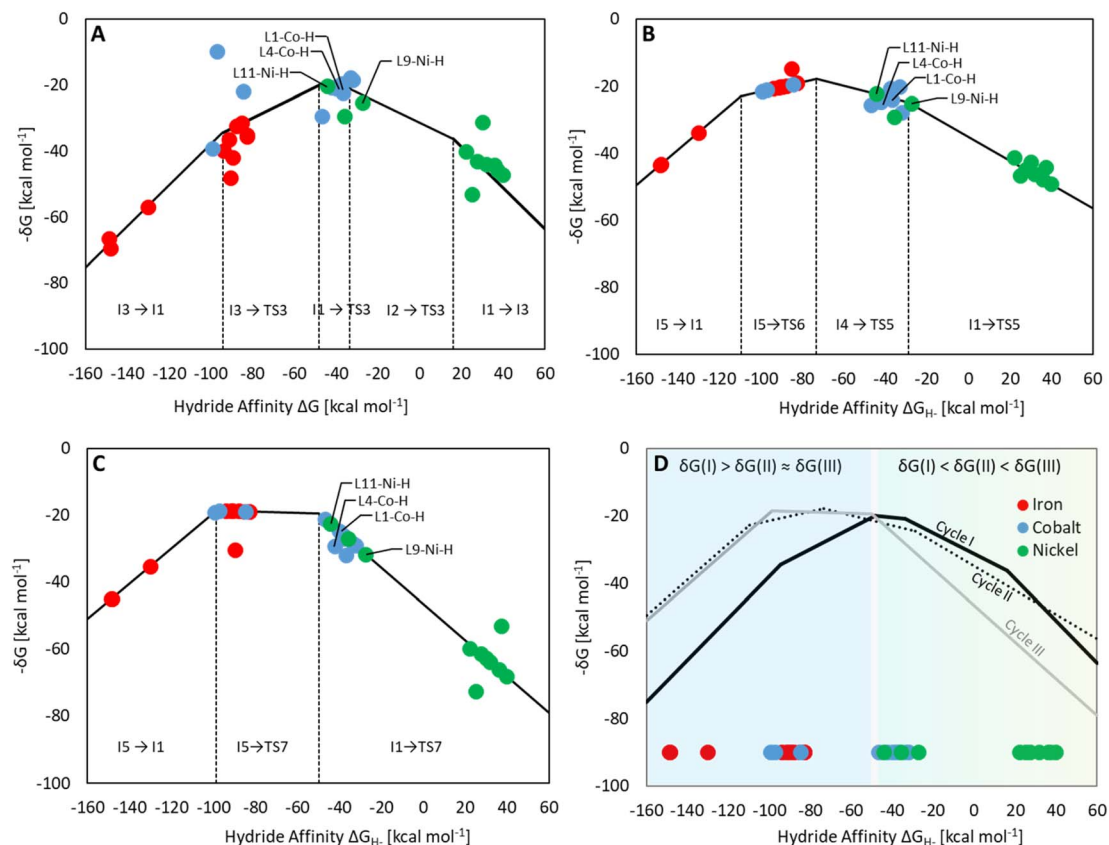 A
0
-20
-40
-60
-80
-100
-δG [kcal mol-1]
L1-Co-H
L4-Co-H
L11-Ni-H
L9-Ni-H
I3 → I1
I3 → TS3
I1 → TS3
I2 → TS3
I1 → I3
-160 -140 -120 -100 -80 -60 -40 -20 0 20 40 60
Hydride Affinity ΔG [kcal mol-1]
B
0
-20
-40
-60
-80
-100
-δG [kcal mol-1]
L11-Ni-H
L4-Co-H
L1-Co-H
L9-Ni-H
I5 → I1
I5→TS6
I4 → TS5
I1→TS5
-160 -140 -120 -100 -80 -60 -40 -20 0 20 40 60
Hydride Affinity ΔGH- [kcal mol-1]
C
0
-20
-40
-60
-80
-100
-δG [kcal mol-1]
L11-Ni-H
L4-Co-H
L1-Co-H
L9-Ni-H
I5 → I1
I5→TS7
I1→TS7
-160 -140 -120 -100 -80 -60 -40 -20 0 20 40 60
Hydride Affinity ΔGH- [kcal mol-1]
D
0
-20
-40
-60
-80
-100
-δG [kcal mol-1]
δG(I) > δG(II) ≈ δG(III)
δG(I) < δG(II) < δG(III)
Iron
Cobalt
Nickel
Cycle I
Cycle II
Cycle III
-160 -140 -120 -100 -80 -60 -40 -20 0 20 40 60
Hydride Affinity ΔGH- [kcal mol-1]